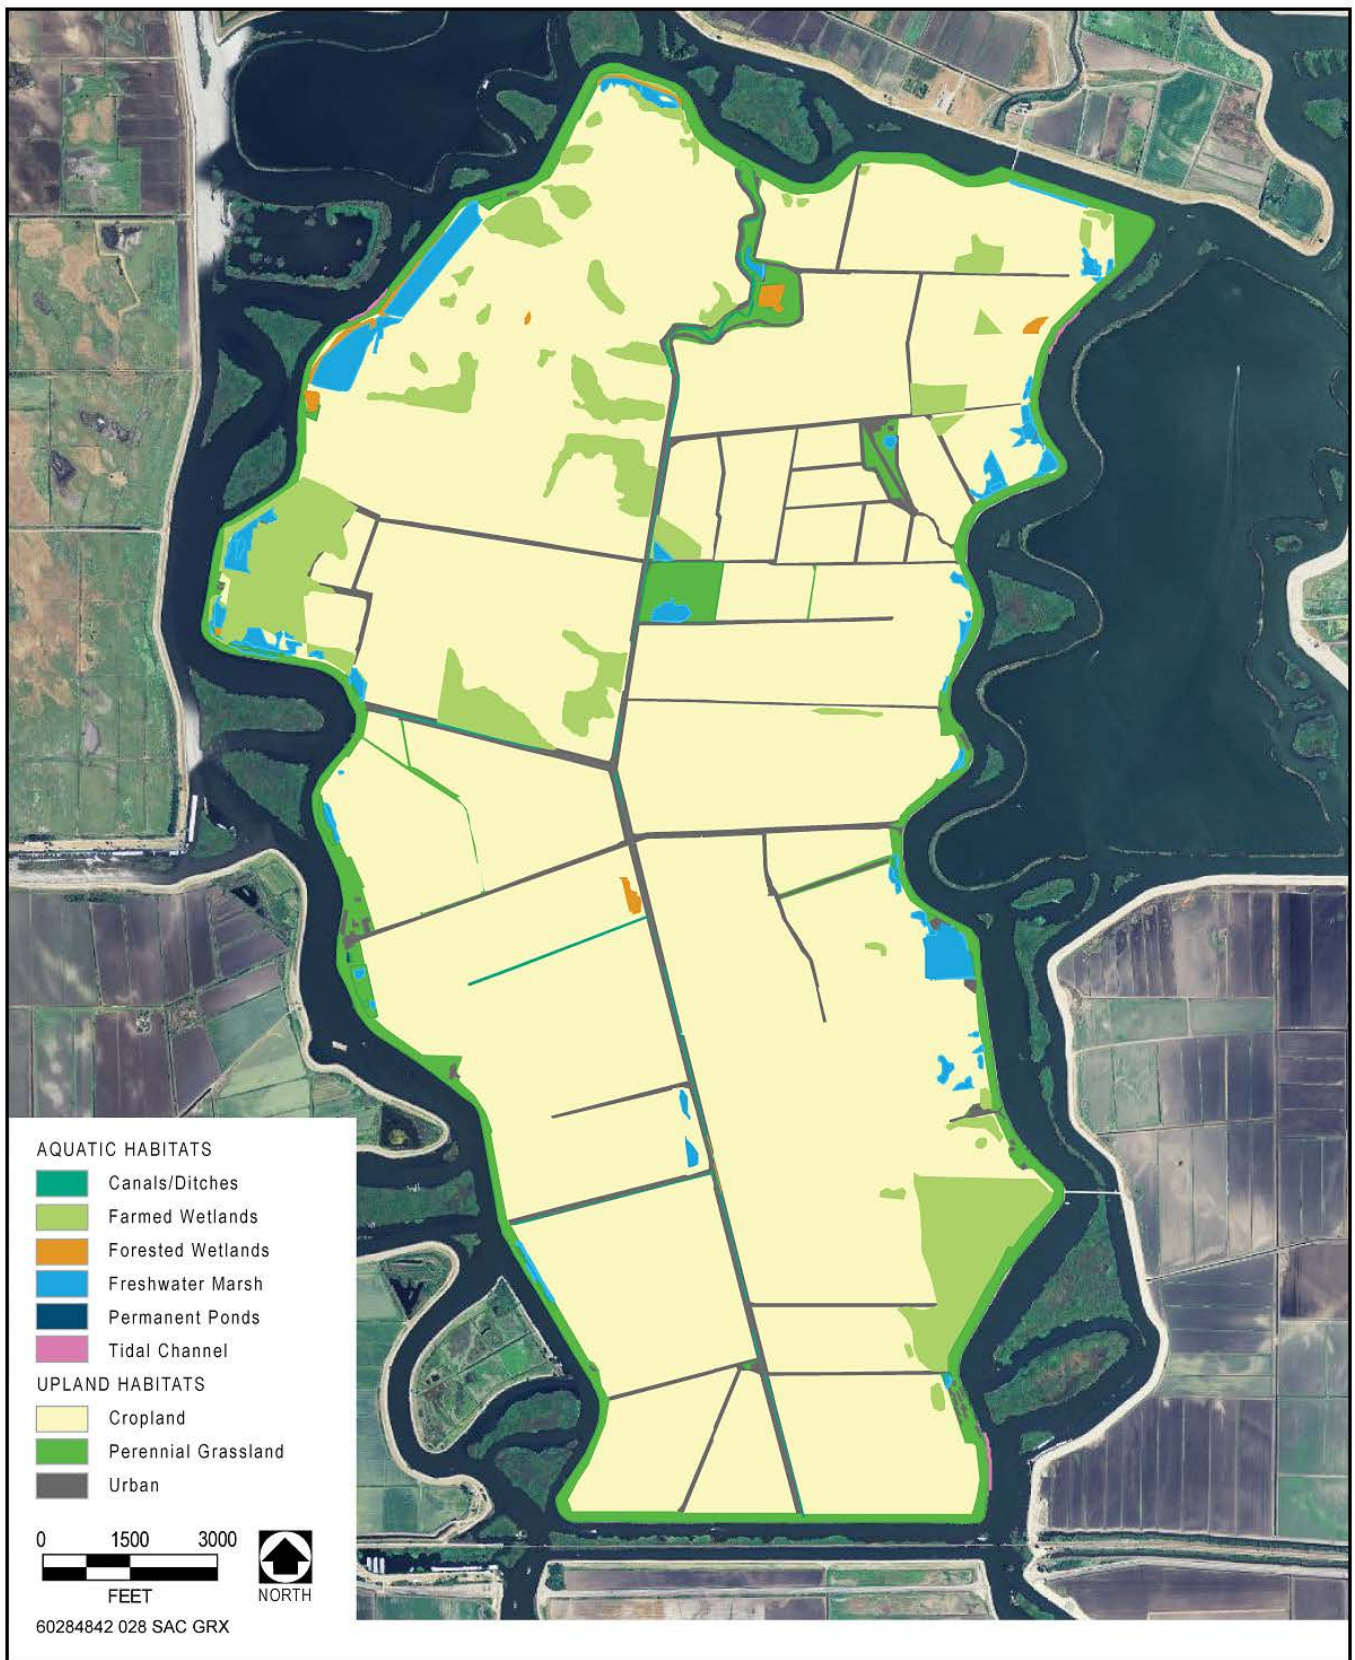 AQUATIC HABITATS
Canals/Ditches
Farmed Wetlands
Forested Wetlands
Freshwater Marsh
Permanent Ponds
Tidal Channel
UPLAND HABITATS
Cropland
Perennial Grassland
Urban
0 1500 3000
FEET
NORTH
60284842 028 SAC GRX